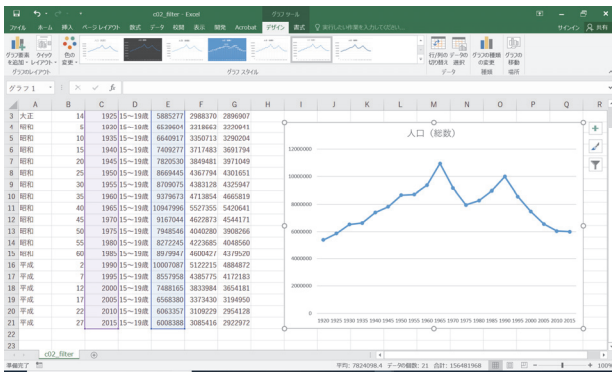 c02_filter - Excel
グラフ ツール
ファイル ホーム 挿入 ページ レイアウト 数式 データ 校閲 表示 開発 Acrobat デザイン 書式 実行したい作業を入力してください... サインイン 共有
グラフ要素を追加 クイックレイアウト 色の変更 行/列の切り替え データの選択 グラフの種類の変更 グラフの移動
グラフのレイアウト グラフ スタイル データ 種類 場所
グラフ 1 fx
A B C D E F G H I J K L M N O P Q R
3 大正 14 1925 15～19歳 5885277 2988370 2896907
4 昭和 5 1930 15～19歳 6539604 3318663 3220941
5 昭和 10 1935 15～19歳 6640917 3350713 3290204
6 昭和 15 1940 15～19歳 7409277 3717483 3691794
7 昭和 20 1945 15～19歳 7820530 3849481 3971049
8 昭和 25 1950 15～19歳 8669445 4367794 4301651
9 昭和 30 1955 15～19歳 8709075 4383128 4325947
10 昭和 35 1960 15～19歳 9379673 4713854 4665819
11 昭和 40 1965 15～19歳 10947996 5527355 5420641
12 昭和 45 1970 15～19歳 9167044 4622873 4544171
13 昭和 50 1975 15～19歳 7948546 4040280 3908266
14 昭和 55 1980 15～19歳 8272245 4223685 4048560
15 昭和 60 1985 15～19歳 8979947 4600427 4379520
16 平成 2 1990 15～19歳 10007087 5122215 4884872
17 平成 7 1995 15～19歳 8557958 4385775 4172183
18 平成 12 2000 15～19歳 7488165 3833984 3654181
19 平成 17 2005 15～19歳 6568380 3373430 3194950
20 平成 22 2010 15～19歳 6063357 3109229 2954128
21 平成 27 2015 15～19歳 6008388 3085416 2922972
22
23
人口（総数）
12000000
10000000
8000000
6000000
4000000
2000000
0
1920 1925 1930 1935 1940 1945 1950 1955 1960 1965 1970 1975 1980 1985 1990 1995 2000 2005 2010 2015
c02_filter
準備完了 平均: 7824098.4 データの個数: 21 合計: 156481968 100%